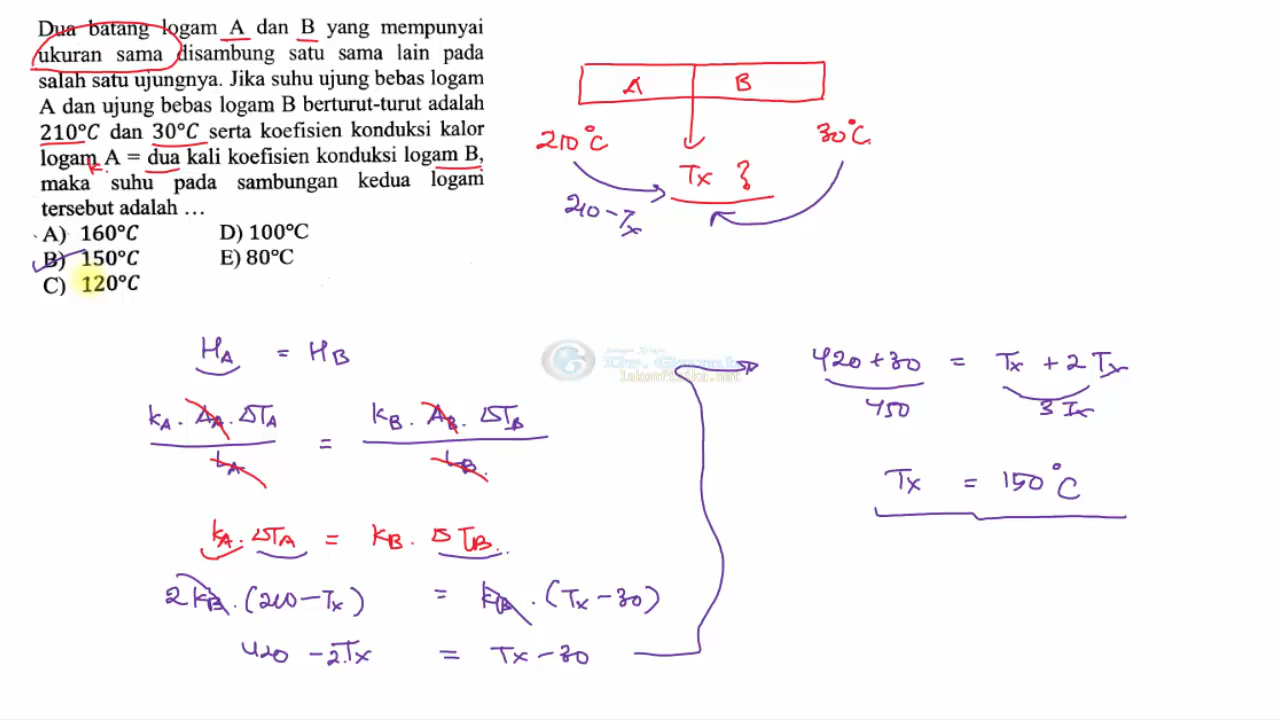 Dua batang logam A dan B yang mempunyai
ukuran sama disambung satu sama lain pada
salah satu ujungnya. Jika suhu ujung bebas logam
A dan ujung bebas logam B berturut-turut adalah
210°C dan 30°C serta koefisien konduksi kalor
logam A = dua kali koefisien konduksi logam B,
k.
maka suhu pada sambungan kedua logam
tersebut adalah ...
A) 160°C D) 100°C
B) 150°C E) 80°C
C) 120°C
A B
210°C 30°C
Tx
210-Tx
HA = HB
kA . AA . ΔTA = kB . AB . ΔTB
LA LB
kA . ΔTA = kB . ΔTB
2kB . (210-Tx) = kB . (Tx-30)
420 - 2Tx = Tx-30
420+30 = Tx + 2Tx
450 3Tx
Tx = 150°C
lakonfisika.net